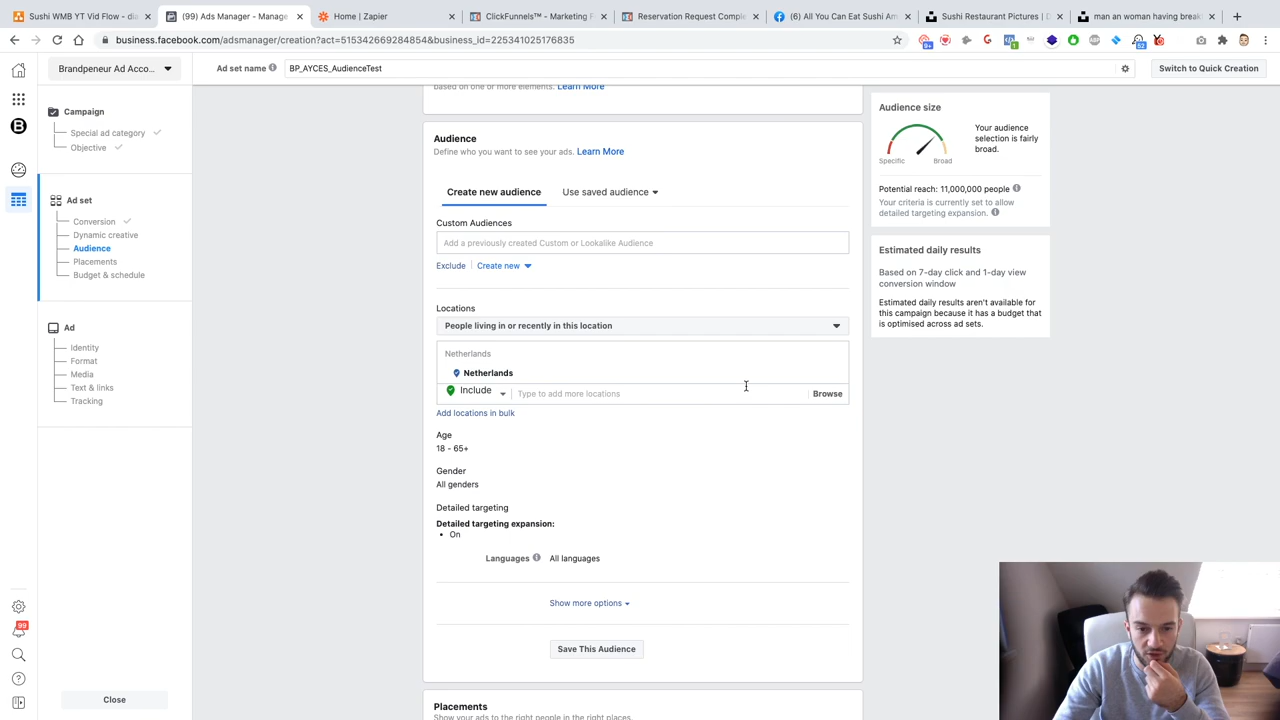 Sushi WMB YT Vid Flow - dia
(99) Ads Manager - Manage
Home | Zapier
ClickFunnels™ - Marketing F
Reservation Request Comple
(6) All You Can Eat Sushi Am
Sushi Restaurant Pictures | D
man an woman having break
business.facebook.com/adsmanager/creation?act=515342669284854&business_id=225341025176835
9+
52
Brandpeneur Ad Acco...
Ad set name
BP_AYCES_AudienceTest
Switch to Quick Creation
based on one or more elements. Learn More
Campaign
Special ad category
Objective
Ad set
Conversion
Dynamic creative
Audience
Placements
Budget & schedule
Ad
Identity
Format
Media
Text & links
Tracking
99
Close
Audience
Define who you want to see your ads. Learn More
Create new audience
Use saved audience
Custom Audiences
Add a previously created Custom or Lookalike Audience
Exclude
Create new
Locations
People living in or recently in this location
Netherlands
Netherlands
Include
Type to add more locations
Browse
Add locations in bulk
Age
18 - 65+
Gender
All genders
Detailed targeting
Detailed targeting expansion:
• On
Languages
All languages
Show more options
Save This Audience
Placements
Show your ads to the right people in the right places.
Audience size
Specific
Broad
Your audience
selection is fairly
broad.
Potential reach: 11,000,000 people
Your criteria is currently set to allow
detailed targeting expansion.
Estimated daily results
Based on 7-day click and 1-day view
conversion window
Estimated daily results aren't available for
this campaign because it has a budget that
is optimised across ad sets.